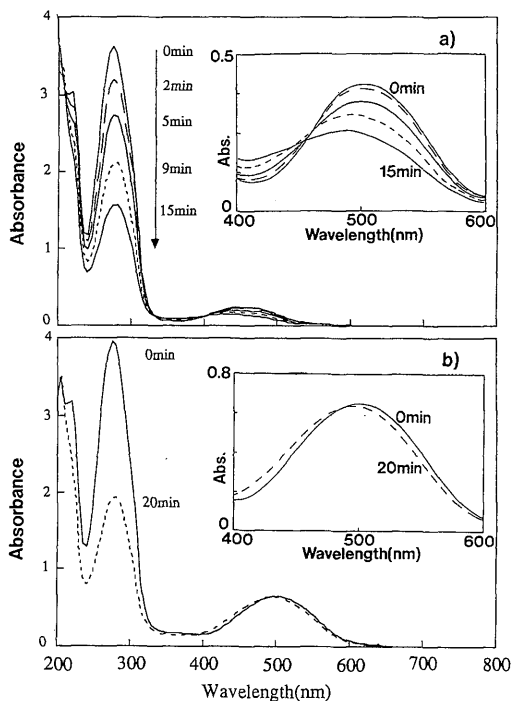 4
a)
0min
0.5
0min
3
2min
5min
Abs.
2
9min
15min
15min
0
400
500
600
Wavelength(nm)
1
Absorbance
0
4
b)
0min
0.8
0min
3
20min
Abs.
2
20min
0
400
500
600
Wavelength(nm)
1
Absorbance
0
200
300
400
500
600
700
800
Wavelength(nm)